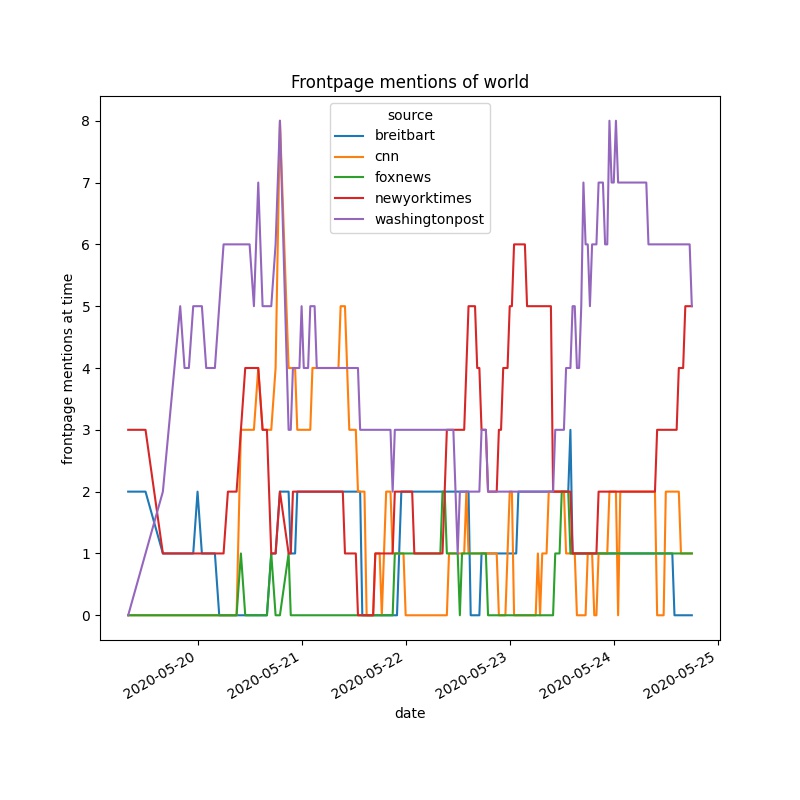 Frontpage mentions of world
source
breitbart
cnn
foxnews
newyorktimes
washingtonpost
frontpage mentions at time
8
7
6
5
4
3
2
1
0
2020-05-20
2020-05-21
2020-05-22
2020-05-23
2020-05-24
2020-05-25
date